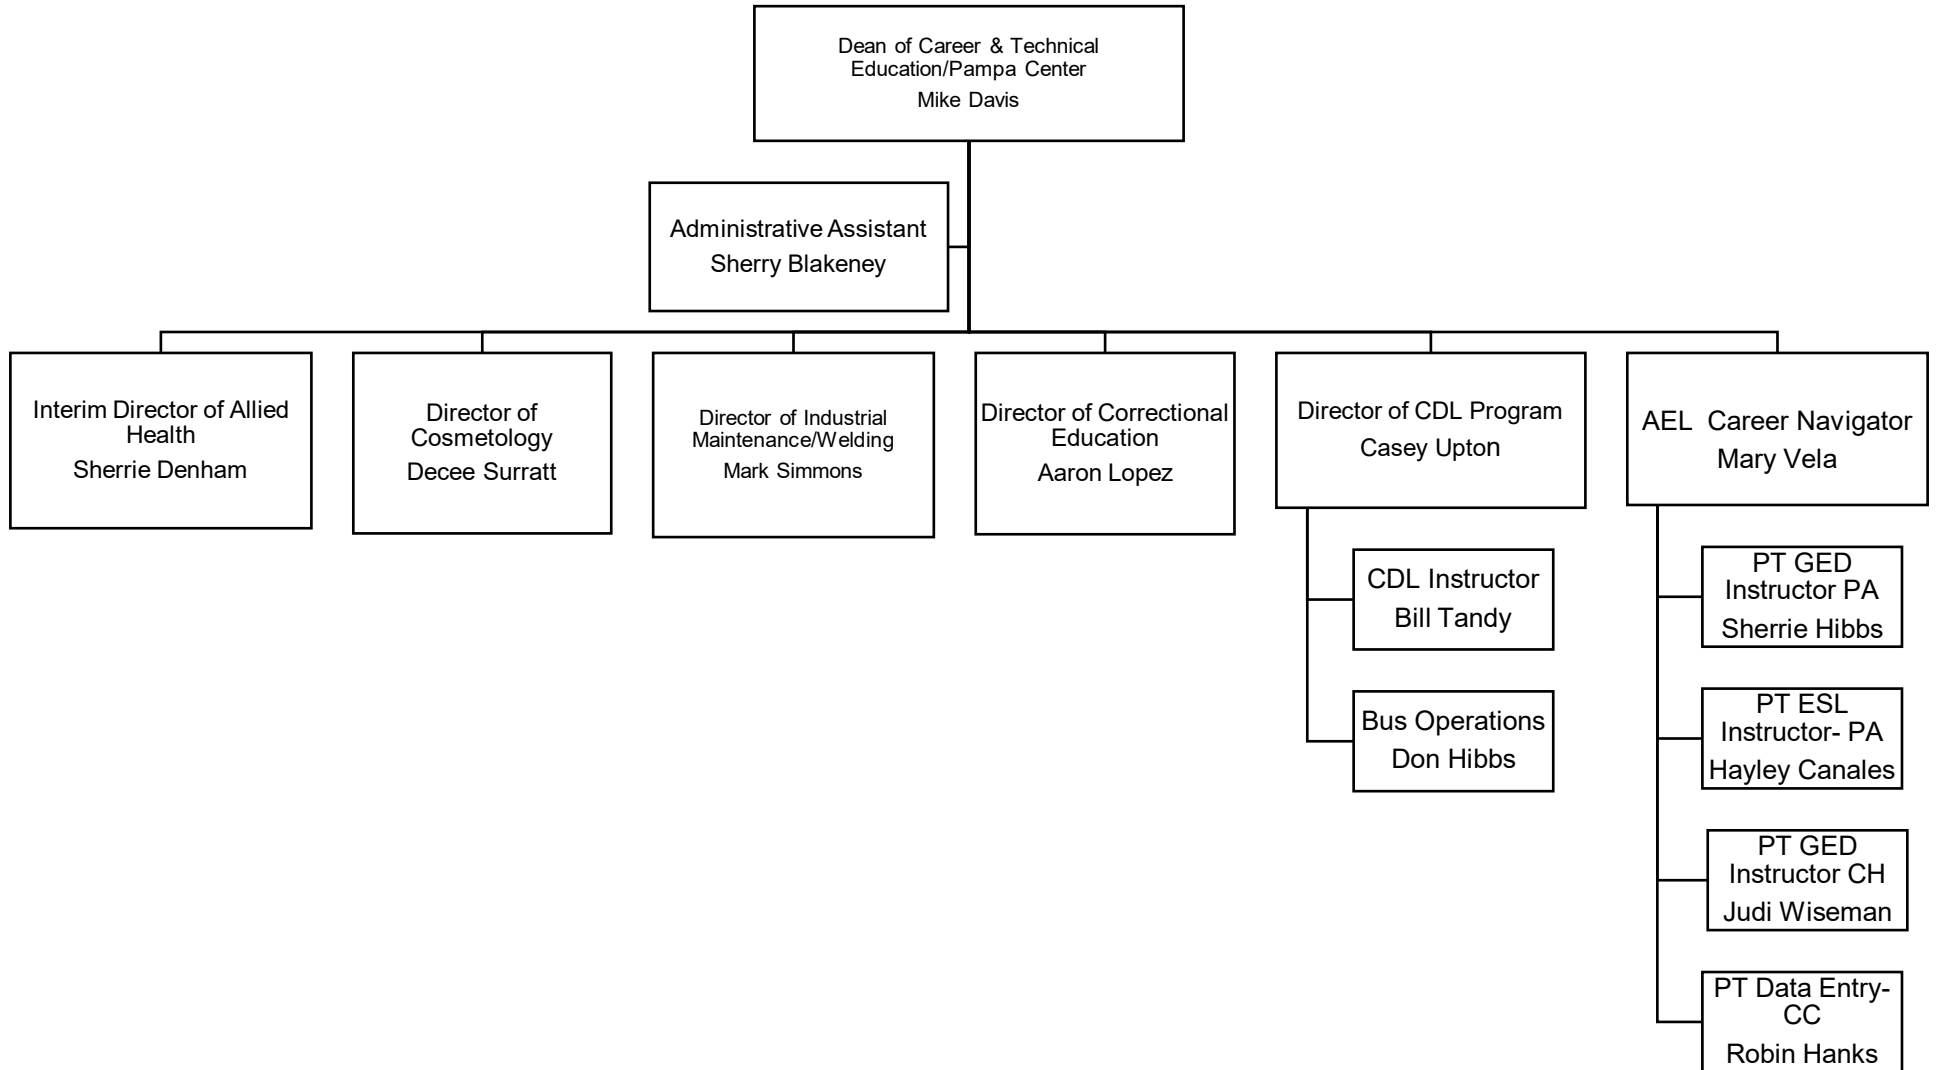 Dean of Career & Technical
Education/Pampa Center
Mike Davis
Administrative Assistant
Sherry Blakeney
Interim Director of Allied
Health
Sherrie Denham
Director of
Cosmetology
Decee Surratt
Director of Industrial
Maintenance/Welding
Mark Simmons
Director of Correctional
Education
Aaron Lopez
Director of CDL Program
Casey Upton
AEL  Career Navigator
Mary Vela
CDL Instructor
Bill Tandy
Bus Operations
Don Hibbs
PT GED
Instructor PA
Sherrie Hibbs
PT ESL
Instructor- PA
Hayley Canales
PT GED
Instructor CH
Judi Wiseman
PT Data Entry-
CC
Robin Hanks